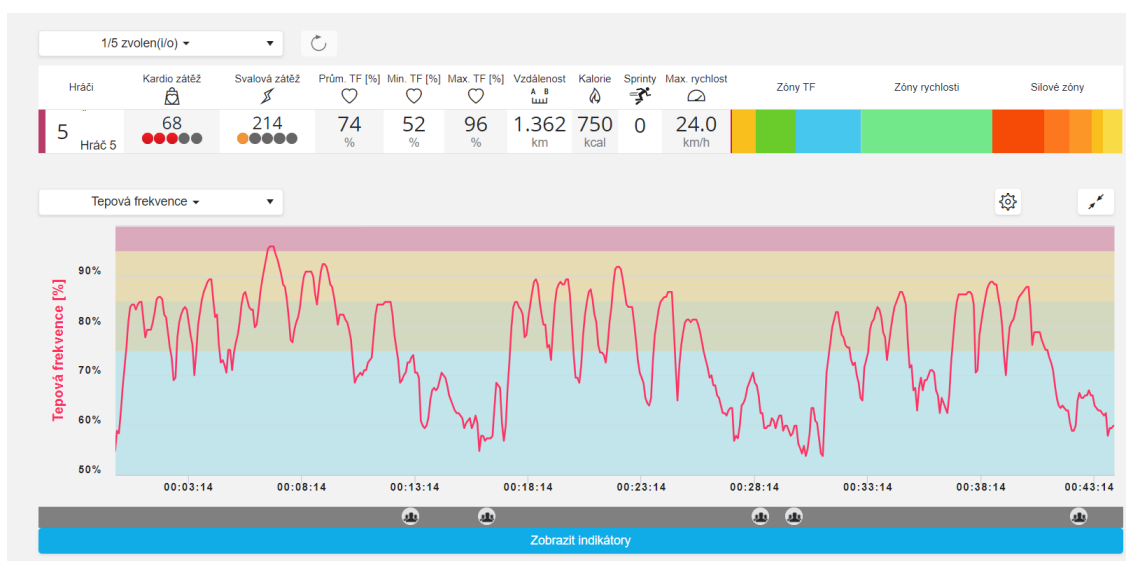 1/5 zvolen(i/o)
Hráči Kardio zátěž Svalová zátěž Prům. TF [%] Min. TF [%] Max. TF [%] Vzdálenost Kalorie Sprinty Max. rychlost Zóny TF Zóny rychlosti Silové zóny
A B
5 Hráč 5 68 214 74 % 52 % 96 % 1.362 km 750 kcal 0 24.0 km/h
Tepová frekvence
Tepová frekvence [%]
90%
80%
70%
60%
50%
00:03:14 00:08:14 00:13:14 00:18:14 00:23:14 00:28:14 00:33:14 00:38:14 00:43:14
Zobrazit indikátory